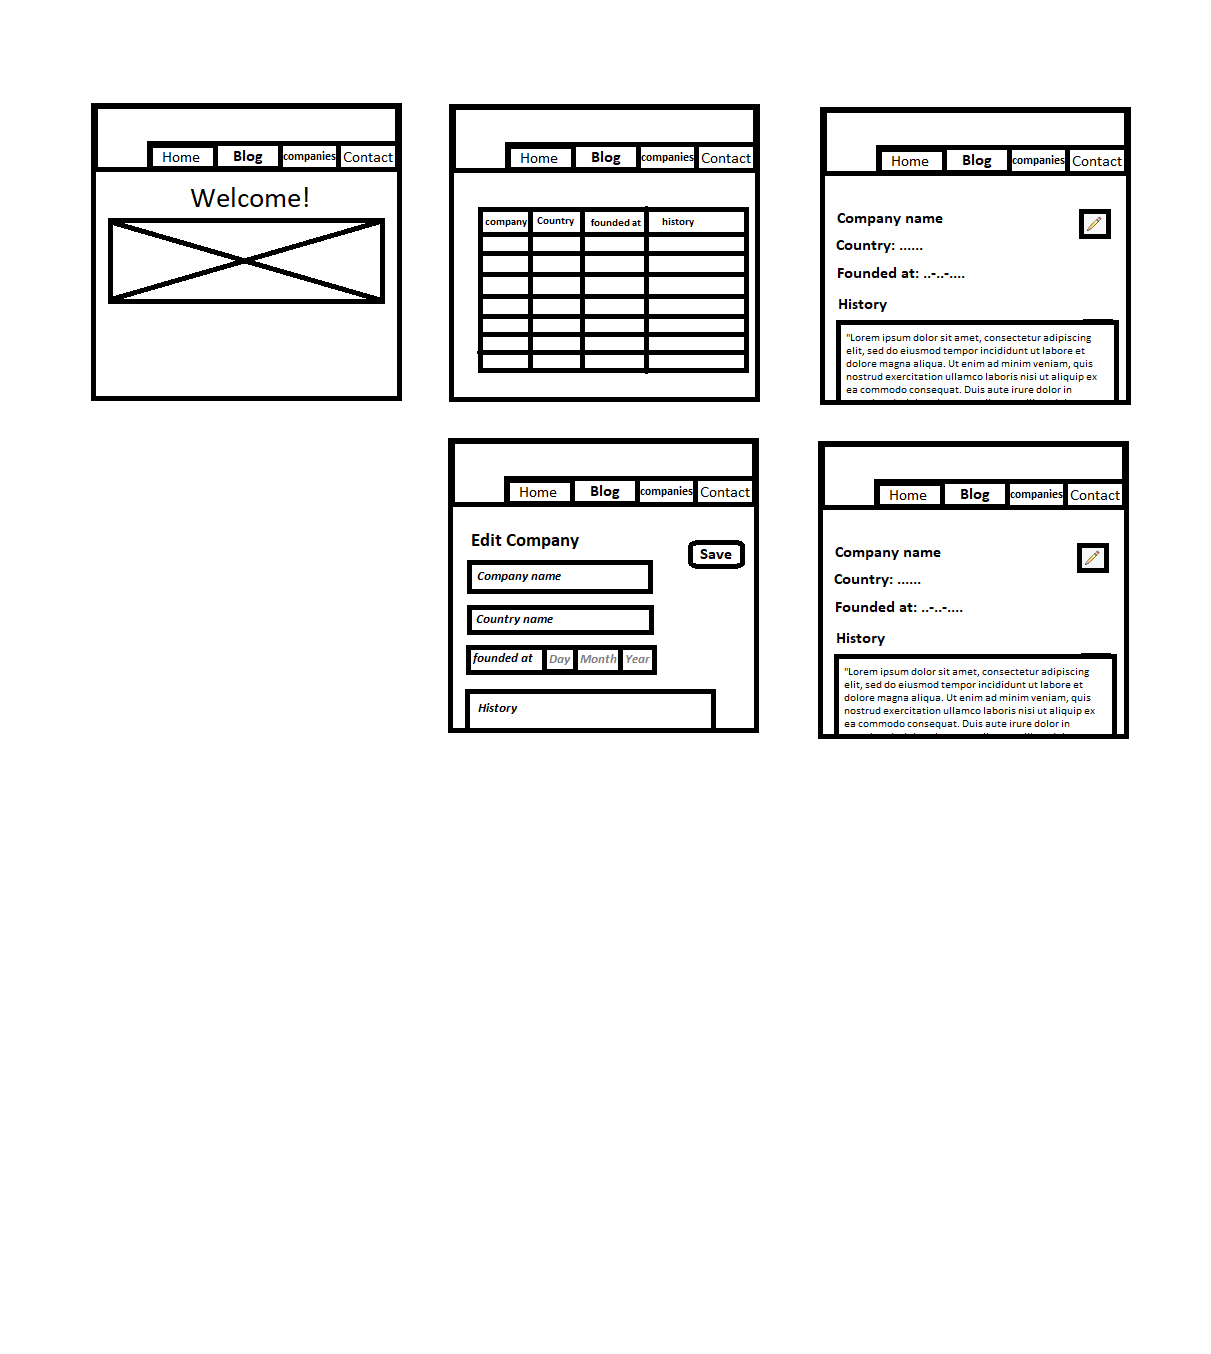 Home Blog companies Contact
Welcome!
Home Blog companies Contact
company Country founded at history
Home Blog companies Contact
Company name
Country: ......
Founded at: ..-..-....
History
"Lorem ipsum dolor sit amet, consectetur adipiscing
elit, sed do eiusmod tempor incididunt ut labore et
dolore magna aliqua. Ut enim ad minim veniam, quis
nostrud exercitation ullamco laboris nisi ut aliquip ex
ea commodo consequat. Duis aute irure dolor in
Home Blog companies Contact
Edit Company
Save
Company name
Country name
founded at Day Month Year
History
Home Blog companies Contact
Company name
Country: ......
Founded at: ..-..-....
History
"Lorem ipsum dolor sit amet, consectetur adipiscing
elit, sed do eiusmod tempor incididunt ut labore et
dolore magna aliqua. Ut enim ad minim veniam, quis
nostrud exercitation ullamco laboris nisi ut aliquip ex
ea commodo consequat. Duis aute irure dolor in